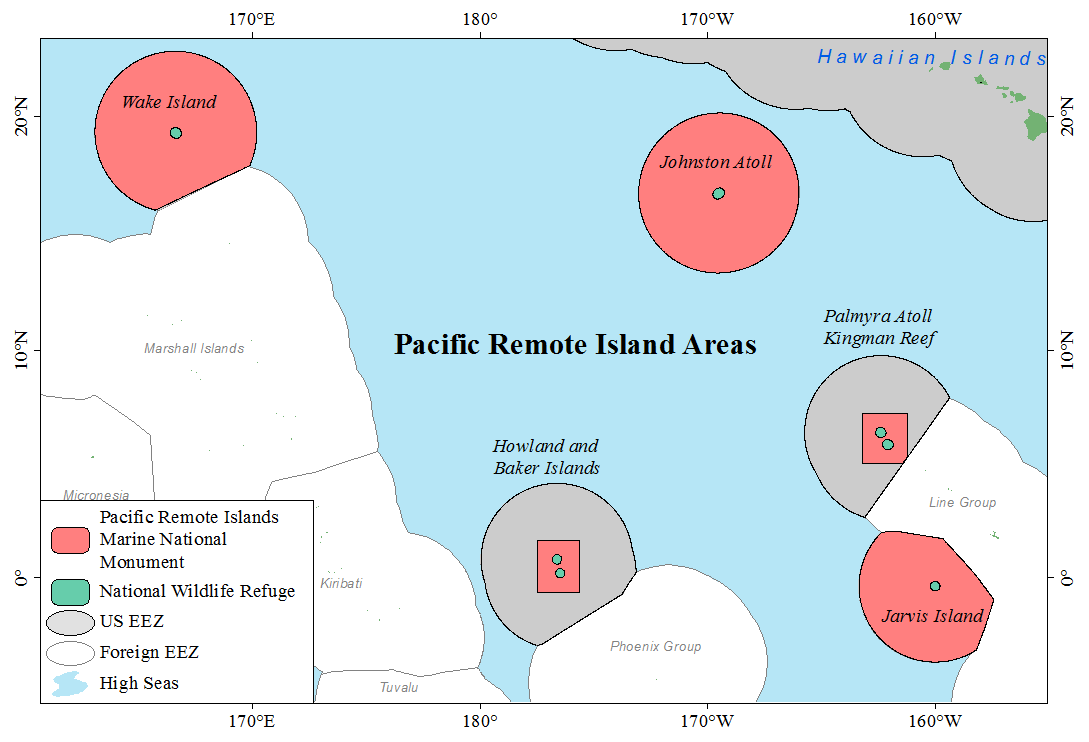 170°E 180° 170°W 160°W
Hawaiian Islands
20°N 20°N
Wake Island
Johnston Atoll
Palmyra Atoll
Kingman Reef
Pacific Remote Island Areas
10°N 10°N
Marshall Islands
Howland and
Baker Islands
Micronesia
Line Group
Pacific Remote Islands
Marine National
Monument
National Wildlife Refuge
US EEZ
Foreign EEZ
High Seas
0° 0°
Kiribati
Jarvis Island
Phoenix Group
Tuvalu
170°E 180° 170°W 160°W